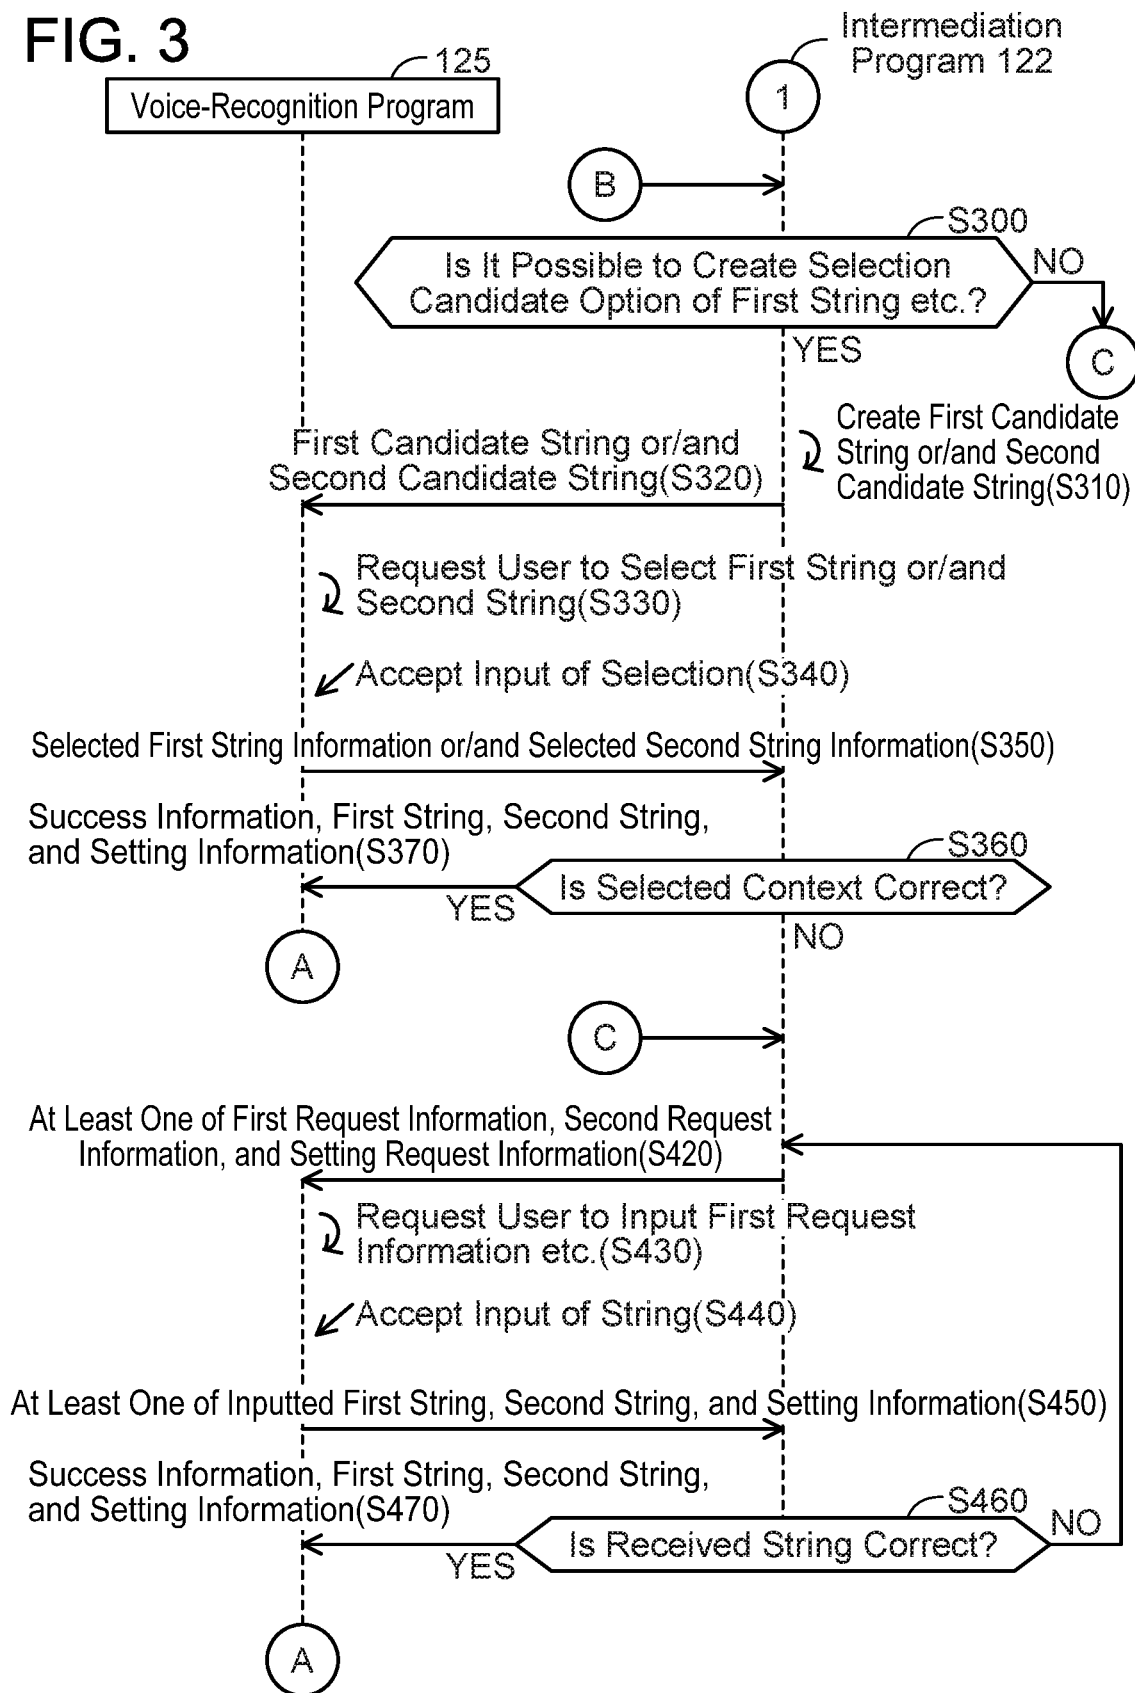 FIG. 3
Intermediation
Program 122
125
Voice-Recognition Program
1
B
S300
Is It Possible to Create Selection
Candidate Option of First String etc.?
NO
YES
C
Create First Candidate
String or/and Second
Candidate String(S310)
First Candidate String or/and
Second Candidate String(S320)
Request User to Select First String or/and
Second String(S330)
Accept Input of Selection(S340)
Selected First String Information or/and Selected Second String Information(S350)
Success Information, First String, Second String,
and Setting Information(S370)
S360
Is Selected Context Correct?
YES
NO
A
C
At Least One of First Request Information, Second Request
Information, and Setting Request Information(S420)
Request User to Input First Request
Information etc.(S430)
Accept Input of String(S440)
At Least One of Inputted First String, Second String, and Setting Information(S450)
Success Information, First String, Second String,
and Setting Information(S470)
S460
Is Received String Correct?
NO
YES
A